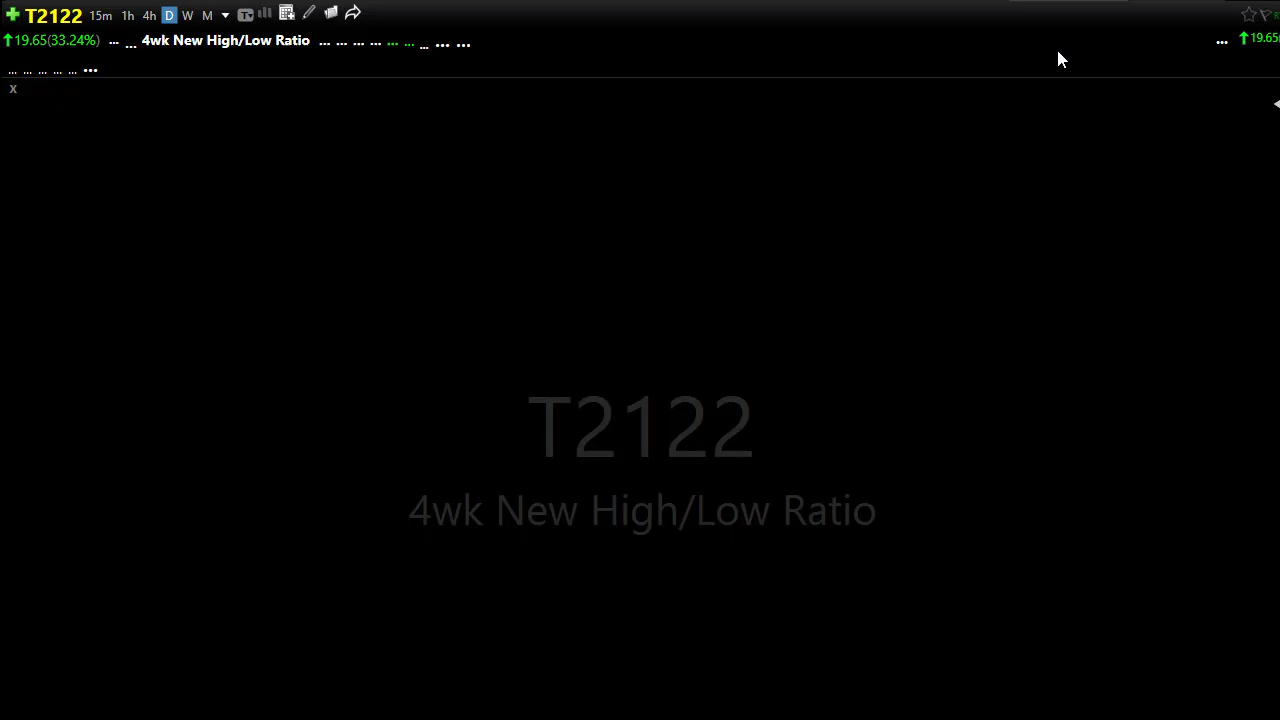 T2122 15m 1h 4h D W M T
19.65(33.24%) ... ... 4wk New High/Low Ratio ... ... ... ... ... ... ... ... ... ... 19.65
... ... ... ... ... ...
x
T2122
4wk New High/Low Ratio